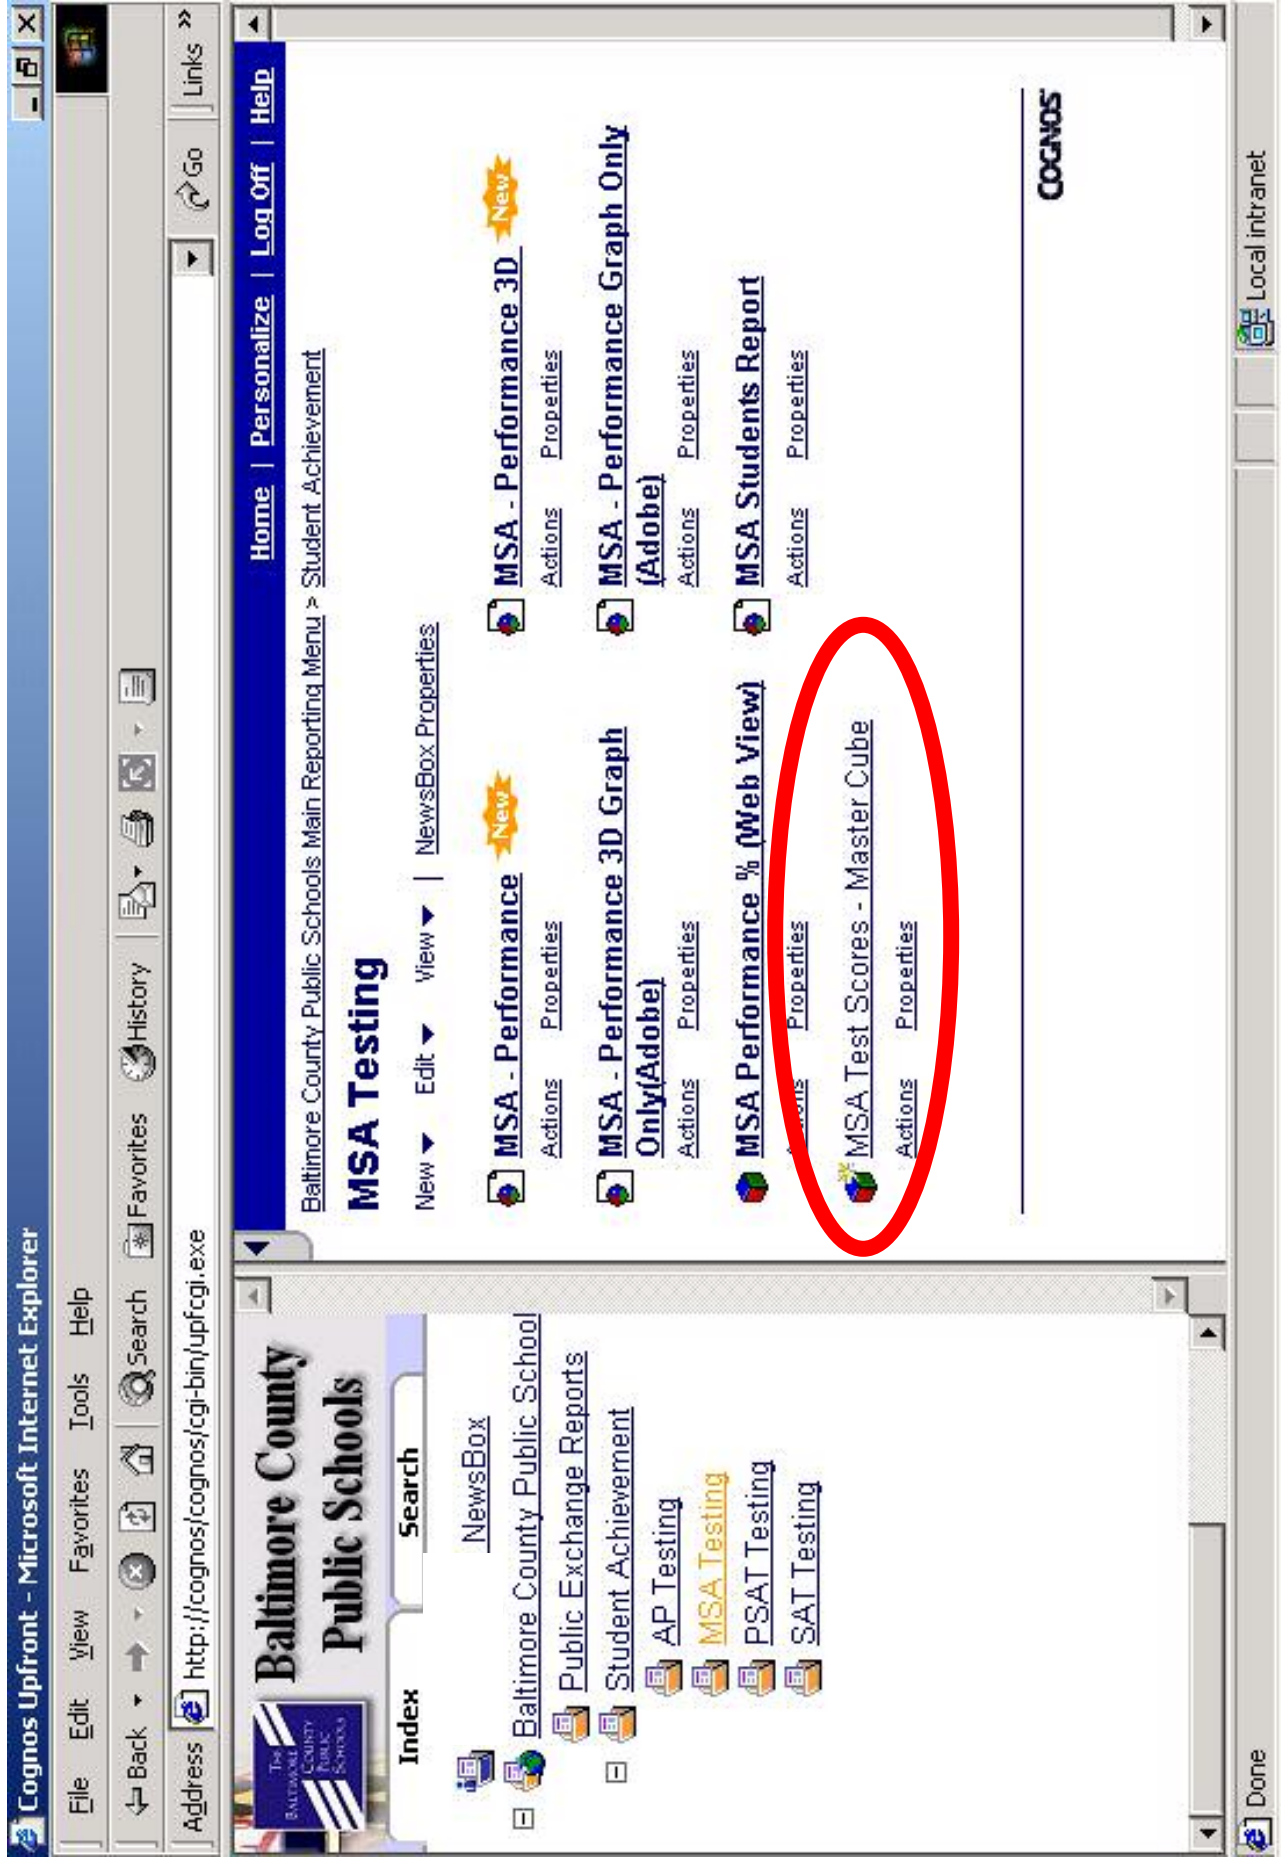 Cognos Upfront - Microsoft Internet Explorer
File Edit View Favorites Tools Help
Back Search Favorites History
Address http://cognos/cognos/cgi-bin/upfcgi.exe Go Links »
THE BALTIMORE COUNTY PUBLIC SCHOOLS
Baltimore County
Public Schools
Index Search
NewsBox
Baltimore County Public School
Public Exchange Reports
Student Achievement
AP Testing
MSA Testing
PSAT Testing
SAT Testing
Home | Personalize | Log Off | Help
Baltimore County Public Schools Main Reporting Menu > Student Achievement
MSA Testing
New Edit View | NewsBox Properties
MSA - Performance New
Actions Properties
MSA - Performance 3D New
Actions Properties
MSA - Performance 3D Graph
Only(Adobe)
Actions Properties
MSA - Performance Graph Only
(Adobe)
Actions Properties
MSA Performance % (Web View)
Actions Properties
MSA Students Report
Actions Properties
MSA Test Scores - Master Cube
Actions Properties
COGNOS
Done Local intranet